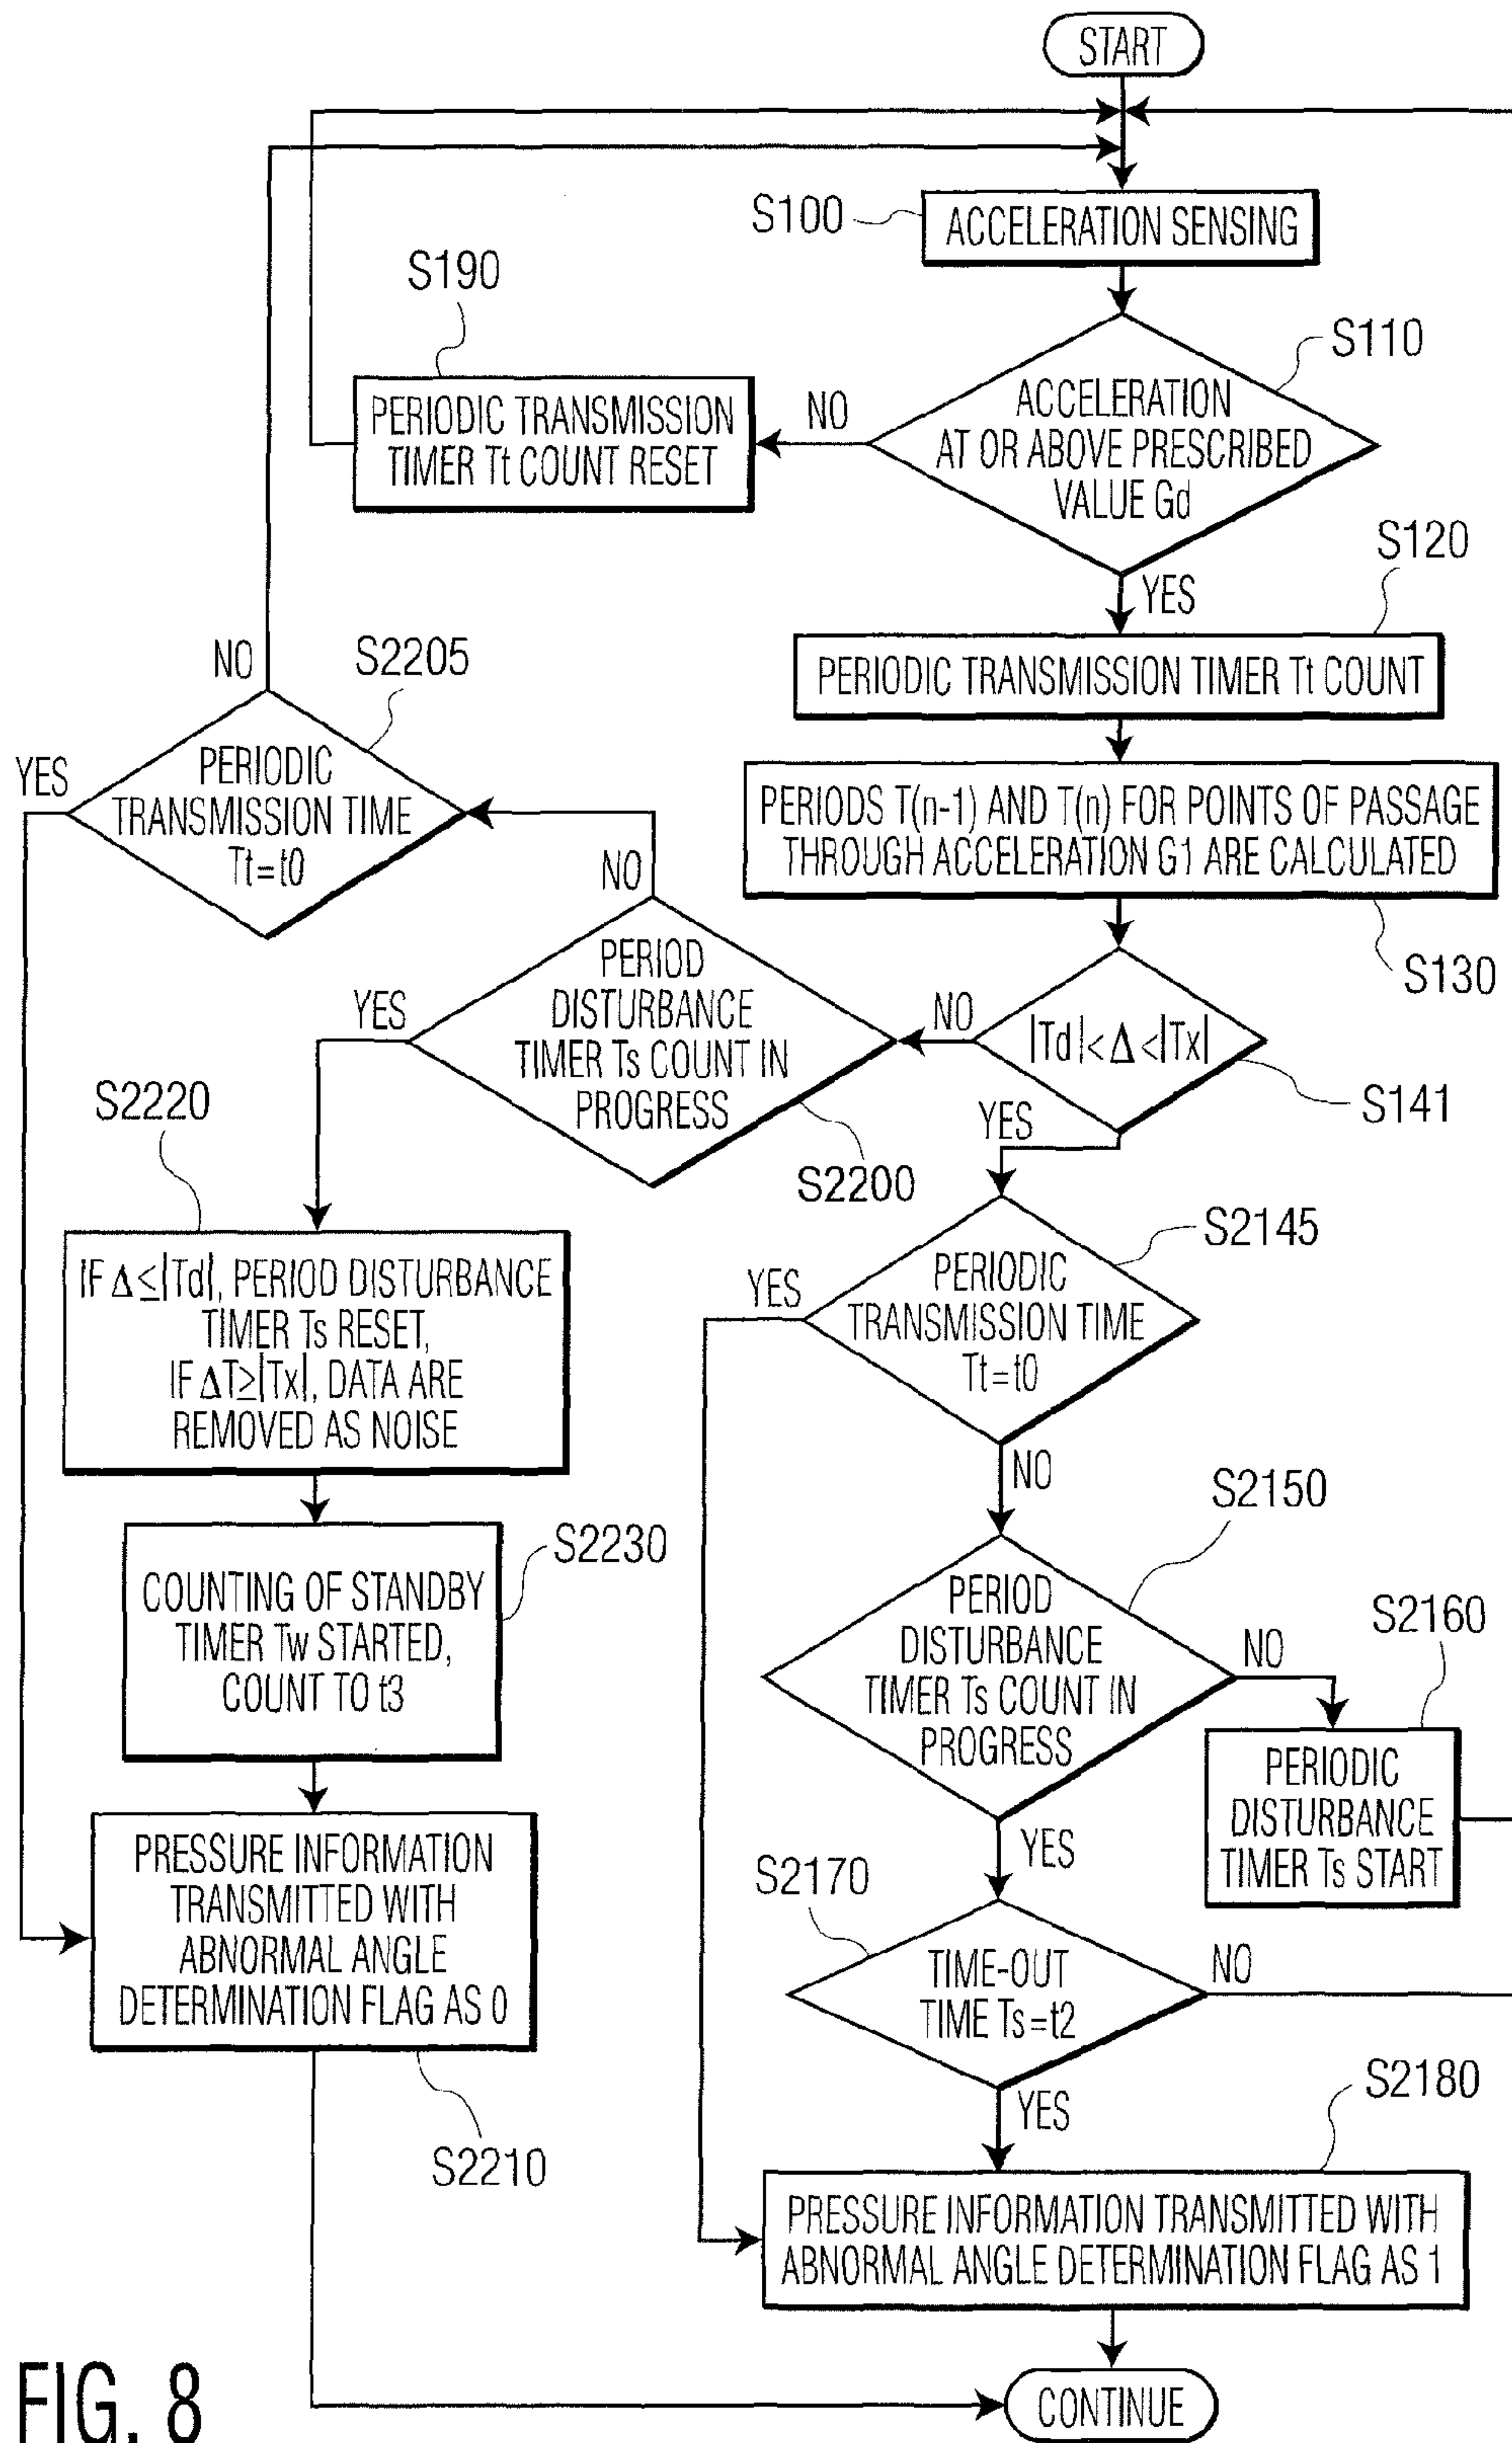 START
S100
ACCELERATION SENSING
S190
S110
PERIODIC TRANSMISSION
TIMER Tt COUNT RESET
NO
ACCELERATION
AT OR ABOVE PRESCRIBED
VALUE Gd
YES
S120
PERIODIC TRANSMISSION TIMER Tt COUNT
NO
S2205
YES
PERIODIC
TRANSMISSION TIME
Tt=t0
PERIODS T(n-1) AND T(n) FOR POINTS OF PASSAGE
THROUGH ACCELERATION G1 ARE CALCULATED
S130
NO
YES
PERIOD
DISTURBANCE
TIMER Ts COUNT IN
PROGRESS
S2200
NO
|Td|<Δ<|Tx|
S141
YES
S2220
IF Δ≤|Td|, PERIOD DISTURBANCE
TIMER Ts RESET,
IF ΔT≥|Tx|, DATA ARE
REMOVED AS NOISE
S2145
YES
PERIODIC
TRANSMISSION TIME
Tt=t0
NO
S2230
COUNTING OF STANDBY
TIMER Tw STARTED,
COUNT TO t3
S2150
PERIOD
DISTURBANCE
TIMER Ts COUNT IN
PROGRESS
NO
S2160
PERIODIC
DISTURBANCE
TIMER Ts START
YES
PRESSURE INFORMATION
TRANSMITTED WITH
ABNORMAL ANGLE
DETERMINATION FLAG AS 0
S2210
S2170
TIME-OUT
TIME Ts=t2
NO
YES
S2180
PRESSURE INFORMATION TRANSMITTED WITH
ABNORMAL ANGLE DETERMINATION FLAG AS 1
CONTINUE
FIG. 8